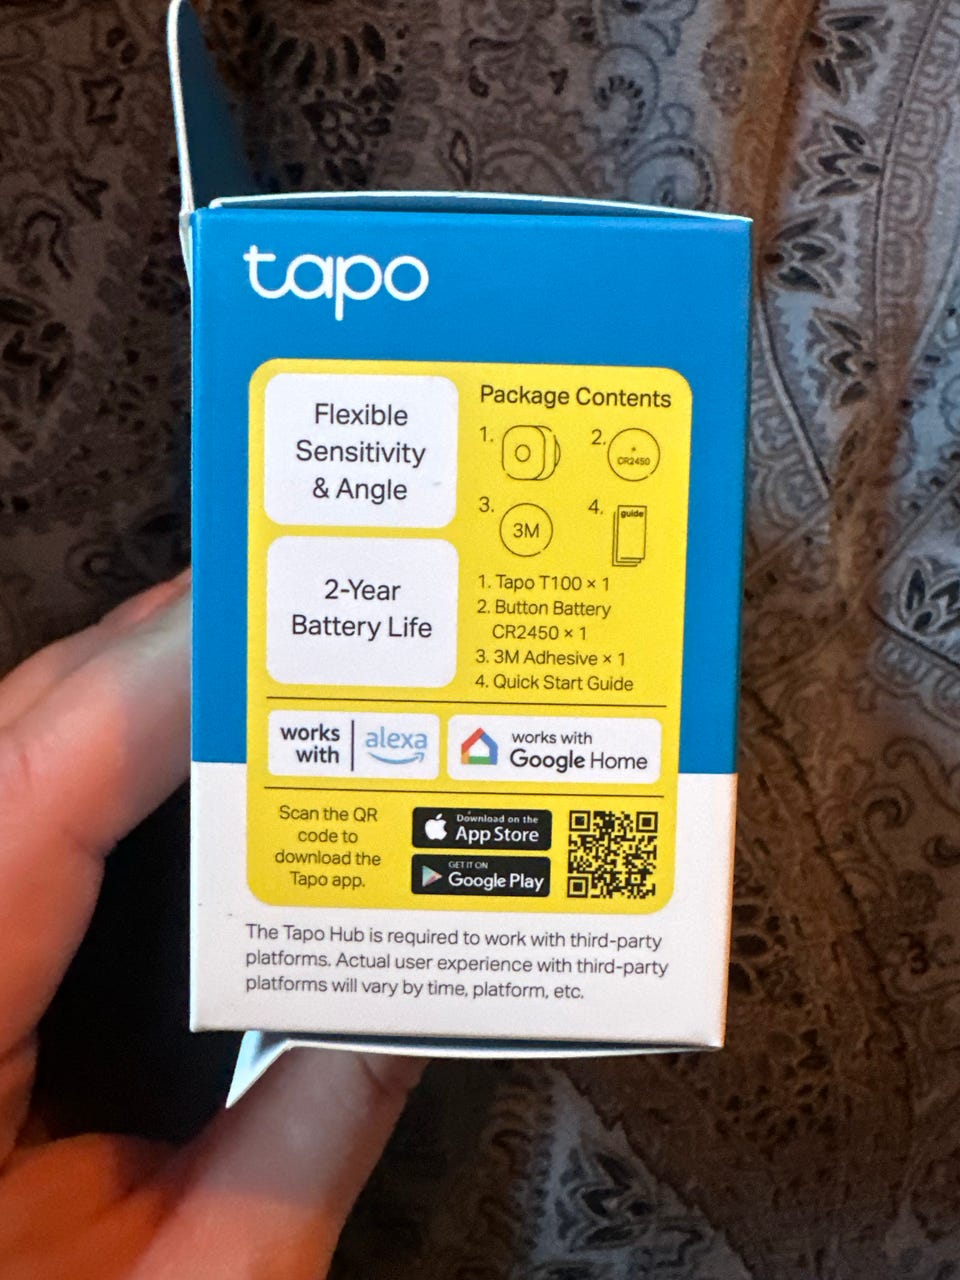 tapo
Flexible
Sensitivity
& Angle
2-Year
Battery Life
Package Contents
1.
2.
+
CR2450
3.
3M
4.
guide
1. Tapo T100 × 1
2. Button Battery
CR2450 × 1
3. 3M Adhesive × 1
4. Quick Start Guide
works
with
alexa
works with
Google Home
Scan the QR
code to
download the
Tapo app.
Download on the
App Store
GET IT ON
Google Play
The Tapo Hub is required to work with third-party
platforms. Actual user experience with third-party
platforms will vary by time, platform, etc.